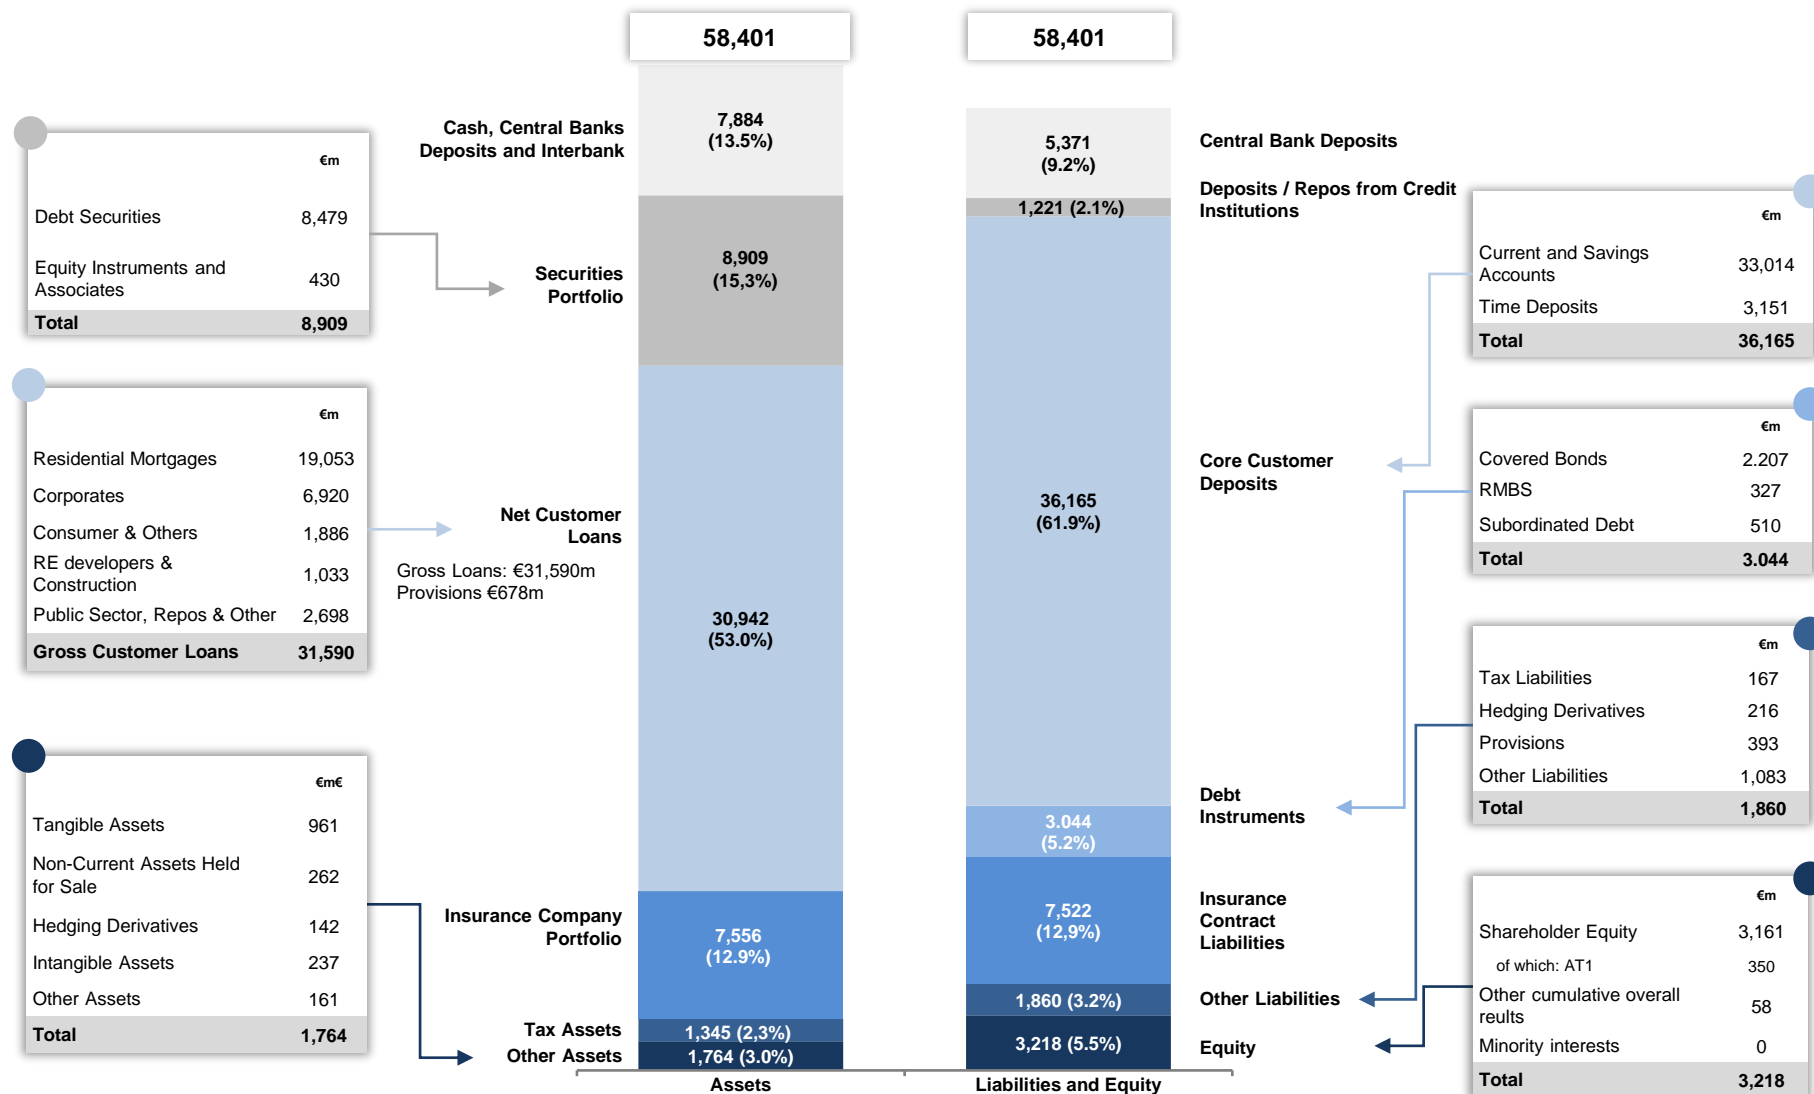 58,401
58,401
Cash, Central Banks
Deposits and Interbank
7,884
(13.5%)
Securities
Portfolio
8,909
(15,3%)
Net Customer
Loans
Gross Loans: €31,590m
Provisions €678m
30,942
(53.0%)
Insurance Company
Portfolio
7,556
(12.9%)
Tax Assets
1,345 (2,3%)
Other Assets
1,764 (3.0%)
Assets
€m
Debt Securities 8,479
Equity Instruments and
Associates 430
Total 8,909
€m
Residential Mortgages 19,053
Corporates 6,920
Consumer & Others 1,886
RE developers &
Construction 1,033
Public Sector, Repos & Other 2,698
Gross Customer Loans 31,590
€m€
Tangible Assets 961
Non-Current Assets Held
for Sale 262
Hedging Derivatives 142
Intangible Assets 237
Other Assets 161
Total 1,764
5,371
(9.2%)
Central Bank Deposits
1,221 (2.1%)
Deposits / Repos from Credit
Institutions
36,165
(61.9%)
Core Customer
Deposits
3.044
(5.2%)
Debt
Instruments
7,522
(12,9%)
Insurance
Contract
Liabilities
1,860 (3.2%)
Other Liabilities
3,218 (5.5%)
Equity
Liabilities and Equity
€m
Current and Savings
Accounts 33,014
Time Deposits 3,151
Total 36,165
€m
Covered Bonds 2.207
RMBS 327
Subordinated Debt 510
Total 3.044
€m
Tax Liabilities 167
Hedging Derivatives 216
Provisions 393
Other Liabilities 1,083
Total 1,860
€m
Shareholder Equity 3,161
of which: AT1 350
Other cumulative overall
reults 58
Minority interests 0
Total 3,218